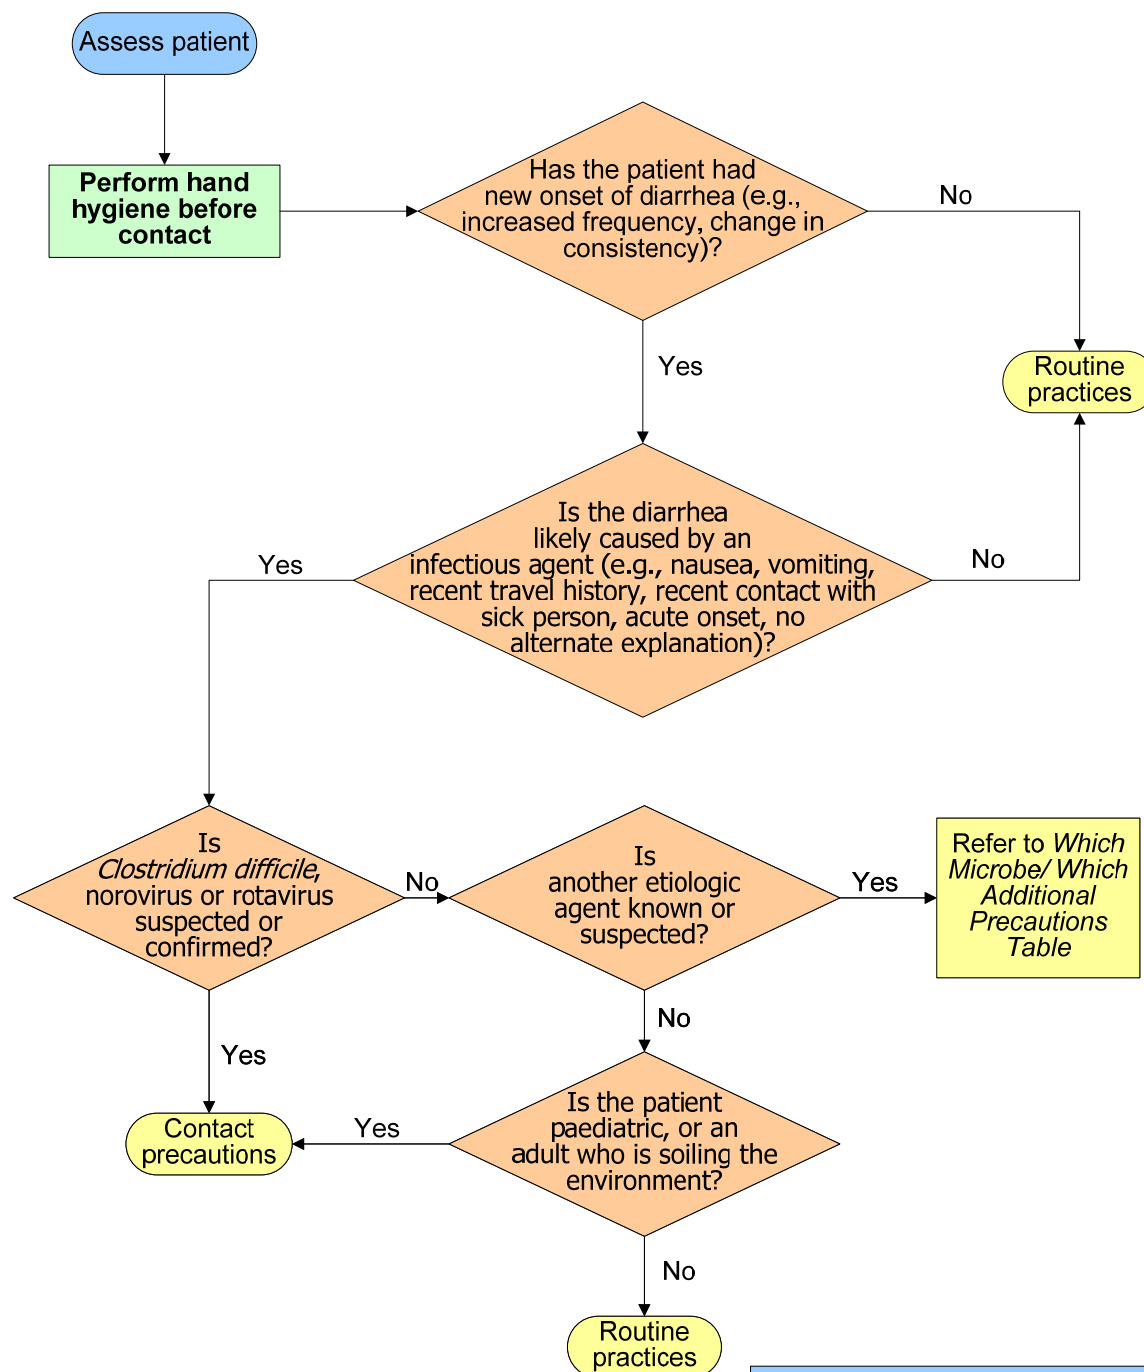 Assess patient
Perform hand
hygiene before
contact
Has the patient had
new onset of diarrhea (e.g.,
increased frequency, change in
consistency)?
No
Yes
Routine
practices
Is the diarrhea
likely caused by an
infectious agent (e.g., nausea, vomiting,
recent travel history, recent contact with
sick person, acute onset, no
alternate explanation)?
Yes
No
Is
Clostridium difficile,
norovirus or rotavirus
suspected or
confirmed?
No
Is
another etiologic
agent known or
suspected?
Yes
Refer to Which
Microbe/ Which
Additional
Precautions
Table
Yes
No
Contact
precautions
Yes
Is the patient
paediatric, or an
adult who is soiling the
environment?
No
Routine
practices